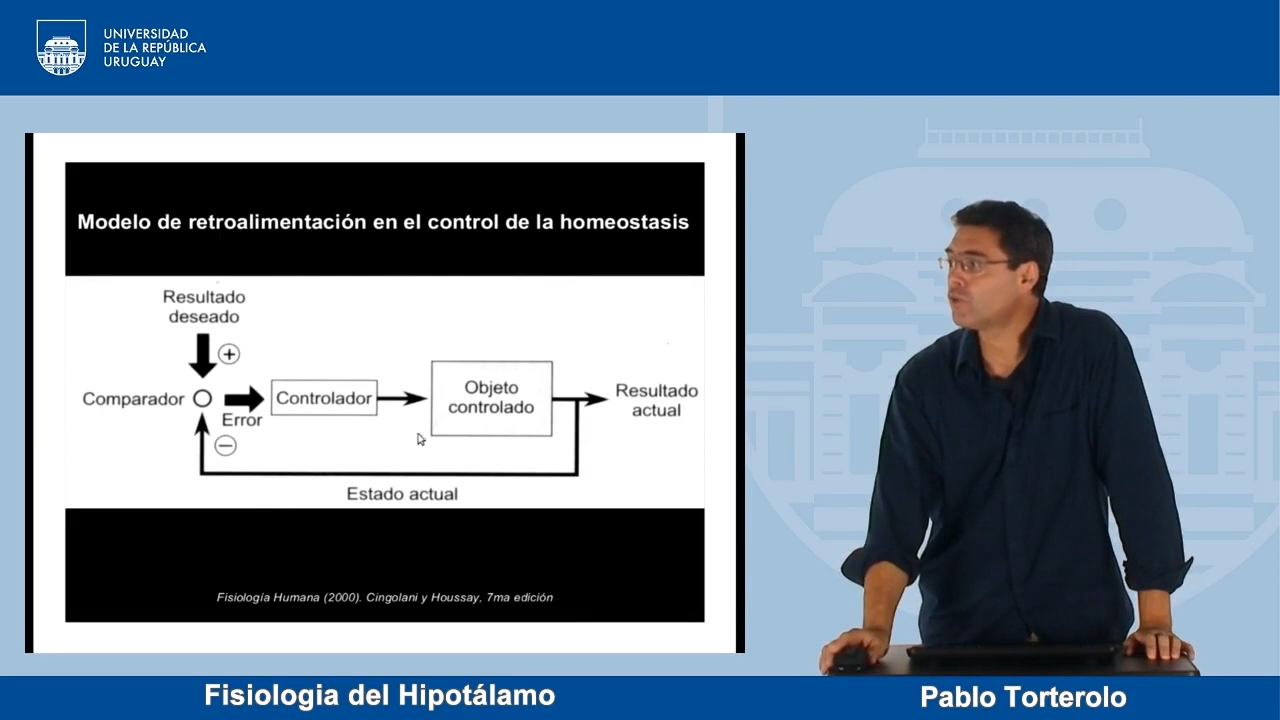 UNIVERSIDAD
DE LA REPÚBLICA
URUGUAY
Modelo de retroalimentación en el control de la homeostasis
Resultado
deseado
+
Comparador
Error
Controlador
Objeto
controlado
Resultado
actual
−
Estado actual
Fisiología Humana (2000). Cingolani y Houssay, 7ma edición
Fisiologia del Hipotálamo
Pablo Torterolo